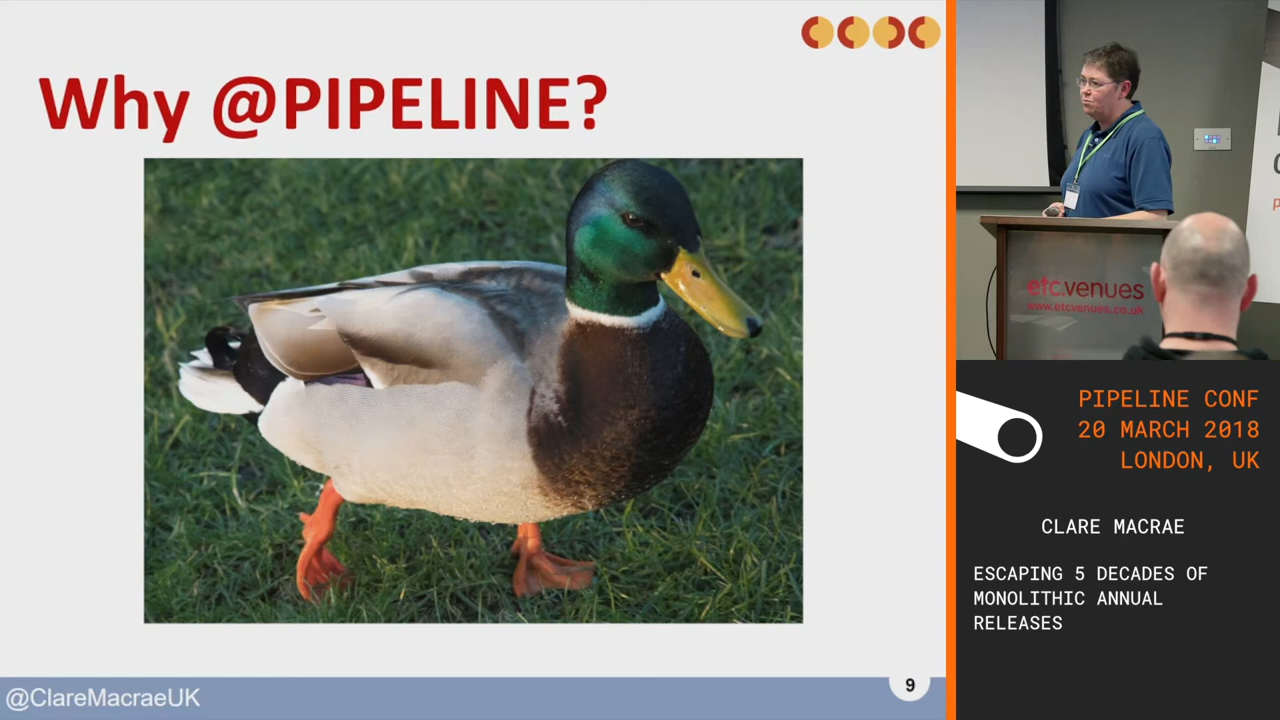 Why @PIPELINE?
@ClareMacraeUK
9
etc.venues
www.etcvenues.co.uk
PIPELINE CONF
20 MARCH 2018
LONDON, UK
CLARE MACRAE
ESCAPING 5 DECADES OF
MONOLITHIC ANNUAL
RELEASES